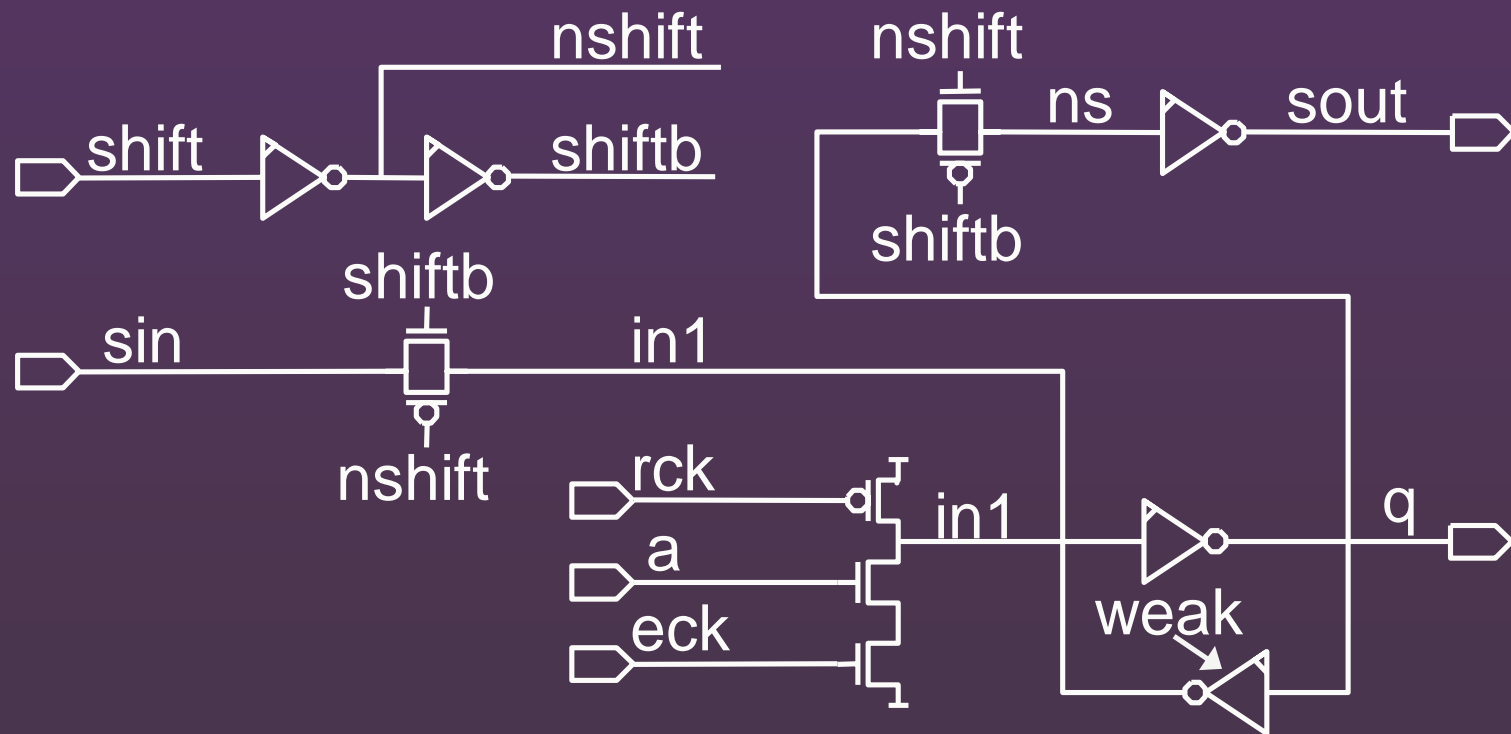 nshift
nshift
shift
shiftb
ns
sout
shiftb
shiftb
sin
in1
nshift
rck
in1
q
a
weak
eck